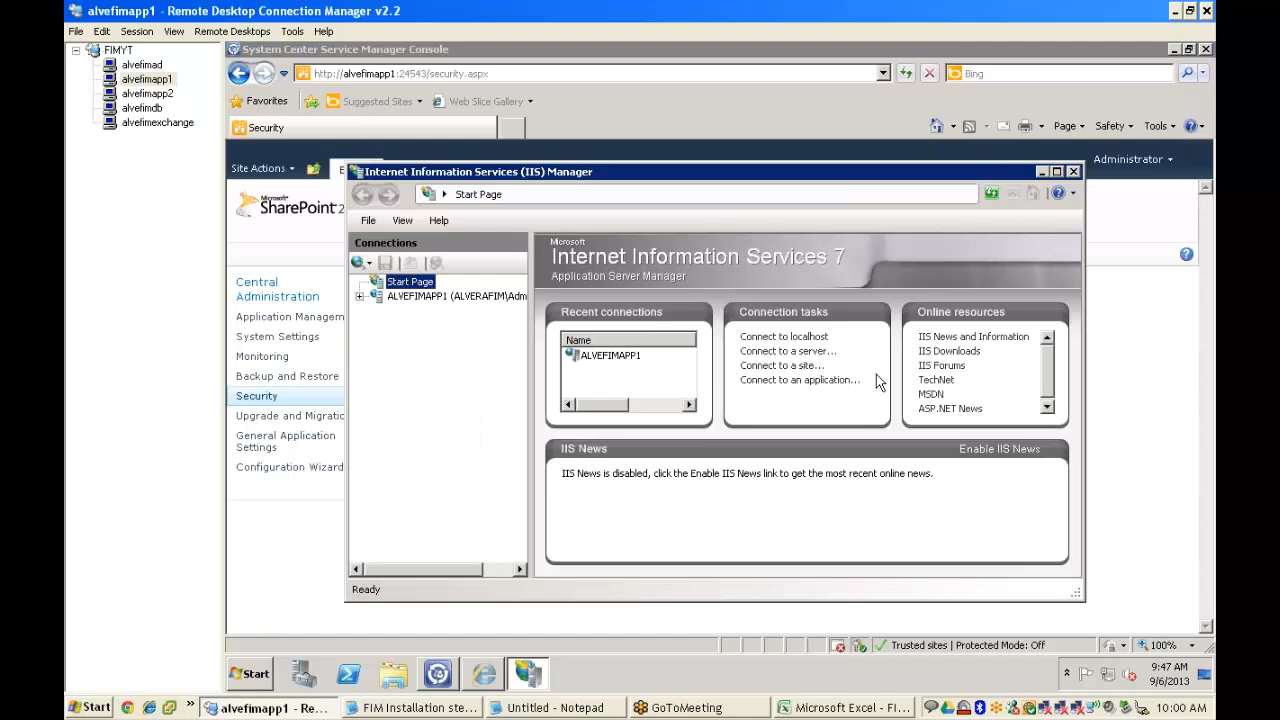 alvefimapp1 - Remote Desktop Connection Manager v2.2
File Edit Session View Remote Desktops Tools Help
FIMYT
alvefimad
alvefimapp1
alvefimapp2
alvefimdb
alvefimexchange
System Center Service Manager Console
http://alvefimapp1:24543/security.aspx
Bing
Favorites
Suggested Sites
Web Slice Gallery
Security
Page Safety Tools
Site Actions
Administrator
Microsoft
SharePoint 2
Central Administration
Application Managem
System Settings
Monitoring
Backup and Restore
Security
Upgrade and Migratio
General Application Settings
Configuration Wizard
Internet Information Services (IIS) Manager
Start Page
File View Help
Connections
Start Page
ALVEFIMAPP1 (ALVERAFIM\Adm
Microsoft
Internet Information Services 7
Application Server Manager
Recent connections
Name
ALVEFIMAPP1
Connection tasks
Connect to localhost
Connect to a server...
Connect to a site...
Connect to an application...
Online resources
IIS News and Information
IIS Downloads
IIS Forums
TechNet
MSDN
ASP.NET News
IIS News
Enable IIS News
IIS News is disabled, click the Enable IIS News link to get the most recent online news.
Ready
Trusted sites | Protected Mode: Off
100%
Start
9:47 AM
9/6/2013
Start
alvefimapp1 - Re...
FIM Installation ste...
Untitled - Notepad
GoToMeeting
Microsoft Excel - FI...
10:00 AM